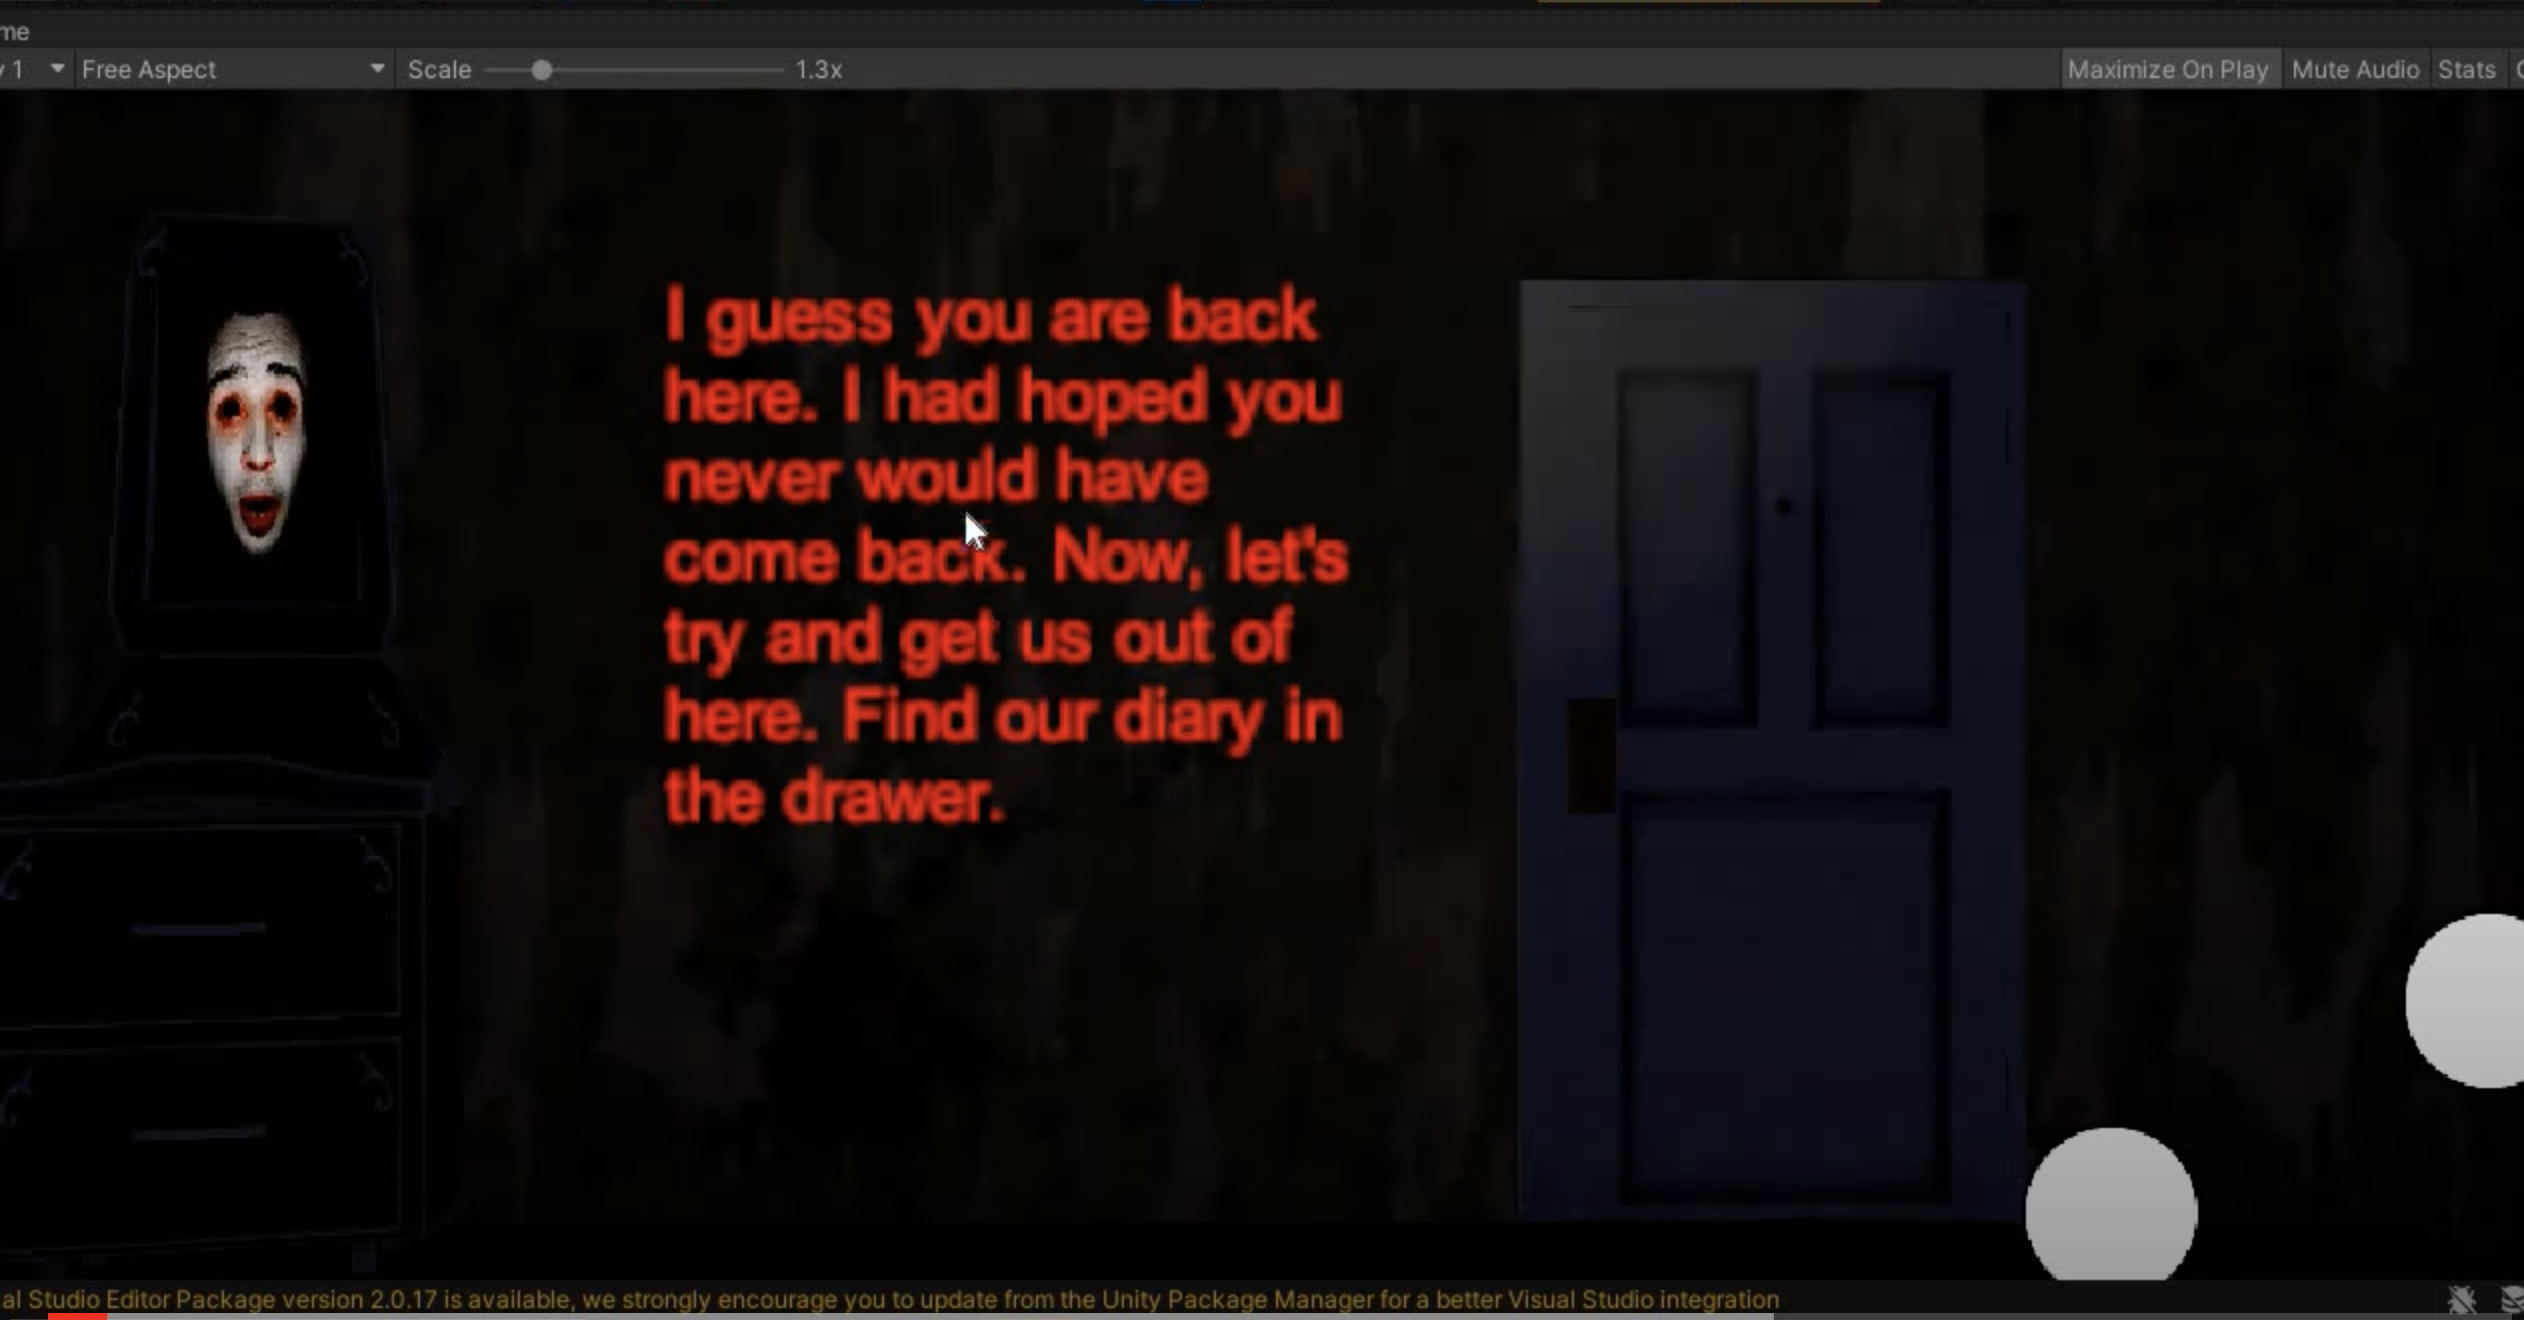 me
y 1 Free Aspect Scale 1.3x Maximize On Play Mute Audio Stats
I guess you are back
here. I had hoped you
never would have
come back. Now, let's
try and get us out of
here. Find our diary in
the drawer.
al Studio Editor Package version 2.0.17 is available, we strongly encourage you to update from the Unity Package Manager for a better Visual Studio integration